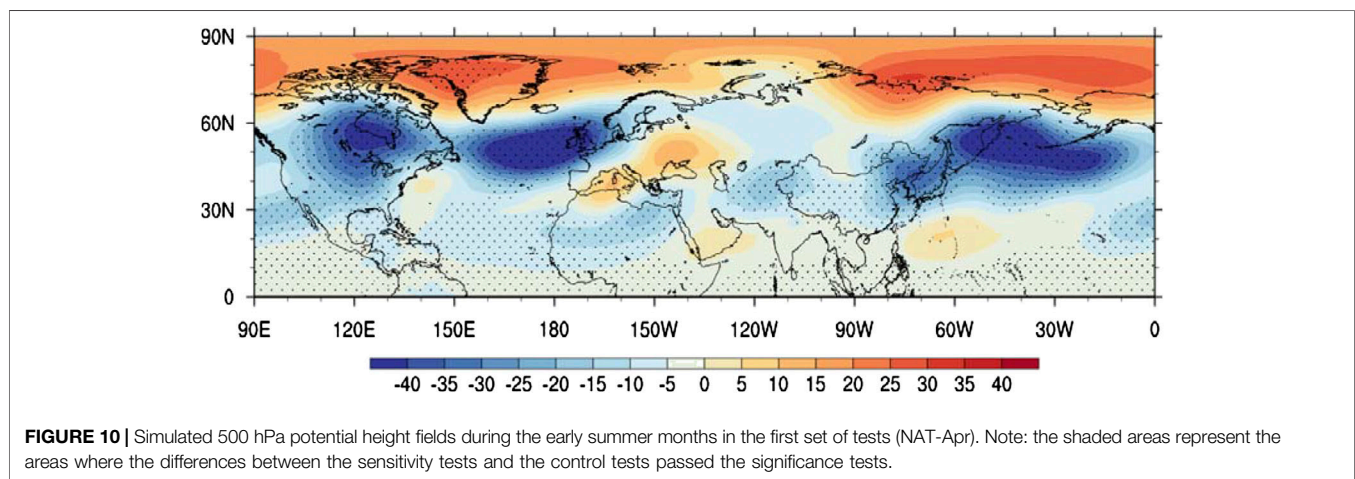 90N
60N
30N
0
90E 120E 150E 180 150W 120W 90W 60W 30W 0
-40 -35 -30 -25 -20 -15 -10 -5 0 5 10 15 20 25 30 35 40
FIGURE 10 | Simulated 500 hPa potential height fields during the early summer months in the first set of tests (NAT-Apr). Note: the shaded areas represent the
areas where the differences between the sensitivity tests and the control tests passed the significance tests.